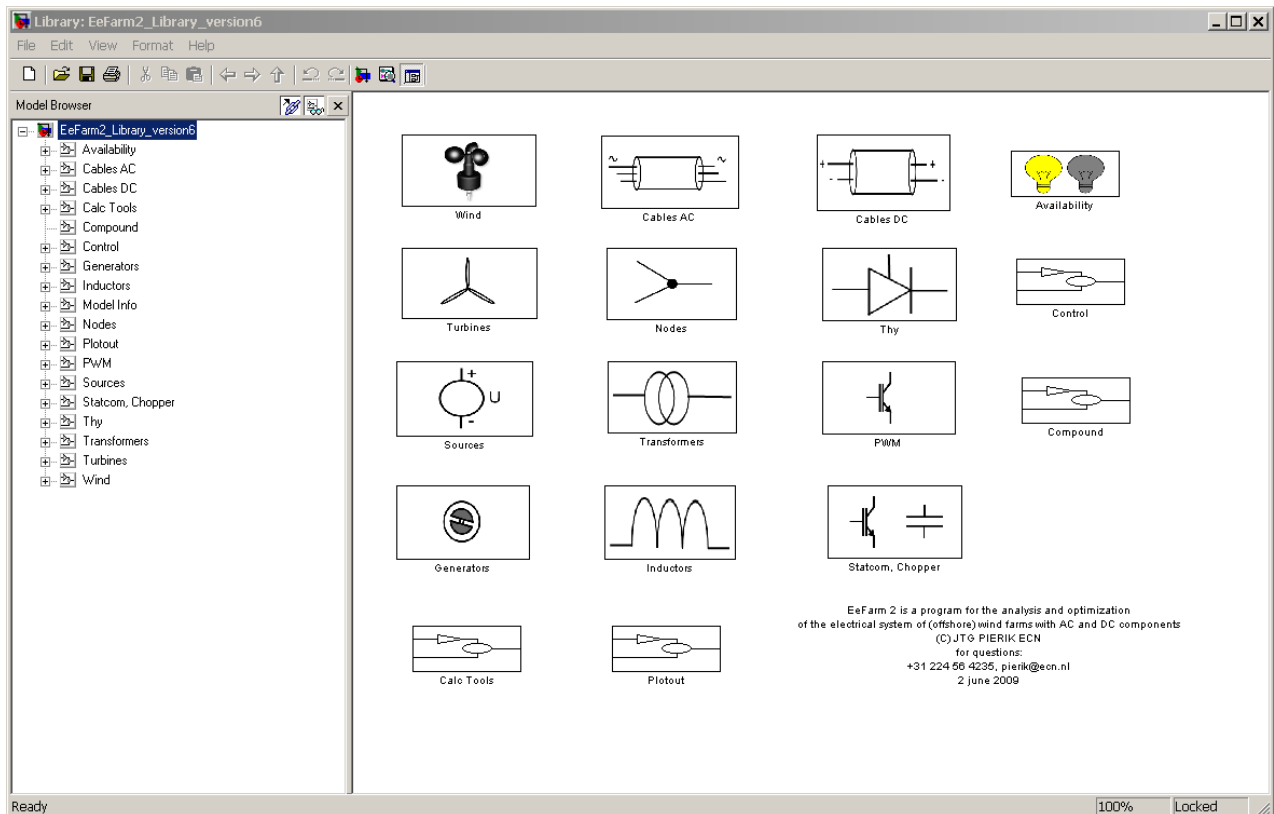 Library: EeFarm2_Library_version6
File Edit View Format Help
Model Browser
EeFarm2_Library_version6
Availability
Cables AC
Cables DC
Calc Tools
Compound
Control
Generators
Inductors
Model Info
Nodes
Plotout
PWM
Sources
Statcom, Chopper
Thy
Transformers
Turbines
Wind
Wind
Cables AC
Cables DC
Availability
Turbines
Nodes
Thy
Control
U
Sources
Transformers
PWM
Compound
Generators
Inductors
Statcom, Chopper
EeFarm 2 is a program for the analysis and optimization
of the electrical system of (offshore) wind farms with AC and DC components
(C) JTG PIERIK ECN
for questions:
+31 224 56 4235, pierik@ecn.nl
2 june 2009
Calc Tools
Plotout
Ready
100%
Locked